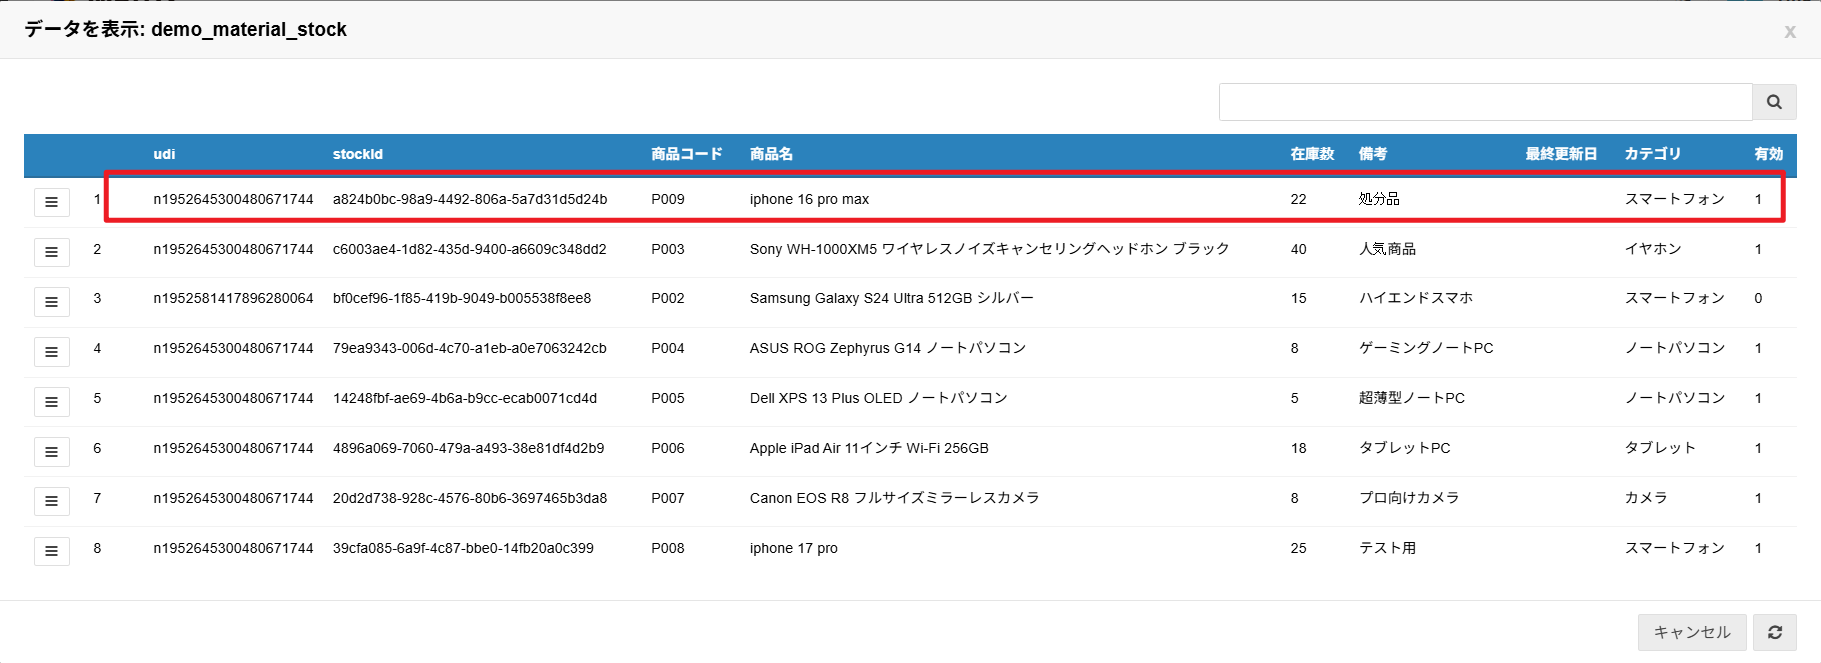 データを表示: demo_material_stock
x
udi stockId 商品コード 商品名 在庫数 備考 最終更新日 カテゴリ 有効
1 n1952645300480671744 a824b0bc-98a9-4492-806a-5a7d31d5d24b P009 iphone 16 pro max 22 処分品 スマートフォン 1
2 n1952645300480671744 c6003ae4-1d82-435d-9400-a6609c348dd2 P003 Sony WH-1000XM5 ワイヤレスノイズキャンセリングヘッドホン ブラック 40 人気商品 イヤホン 1
3 n1952581417896280064 bf0cef96-1f85-419b-9049-b005538f8ee8 P002 Samsung Galaxy S24 Ultra 512GB シルバー 15 ハイエンドスマホ スマートフォン 0
4 n1952645300480671744 79ea9343-006d-4c70-a1eb-a0e7063242cb P004 ASUS ROG Zephyrus G14 ノートパソコン 8 ゲーミングノートPC ノートパソコン 1
5 n1952645300480671744 14248fbf-ae69-4b6a-b9cc-ecab0071cd4d P005 Dell XPS 13 Plus OLED ノートパソコン 5 超薄型ノートPC ノートパソコン 1
6 n1952645300480671744 4896a069-7060-479a-a493-38e81df4d2b9 P006 Apple iPad Air 11インチ Wi-Fi 256GB 18 タブレットPC タブレット 1
7 n1952645300480671744 20d2d738-928c-4576-80b6-3697465b3da8 P007 Canon EOS R8 フルサイズミラーレスカメラ 8 プロ向けカメラ カメラ 1
8 n1952645300480671744 39cfa085-6a9f-4c87-bbe0-14fb20a0c399 P008 iphone 17 pro 25 テスト用 スマートフォン 1
キャンセル